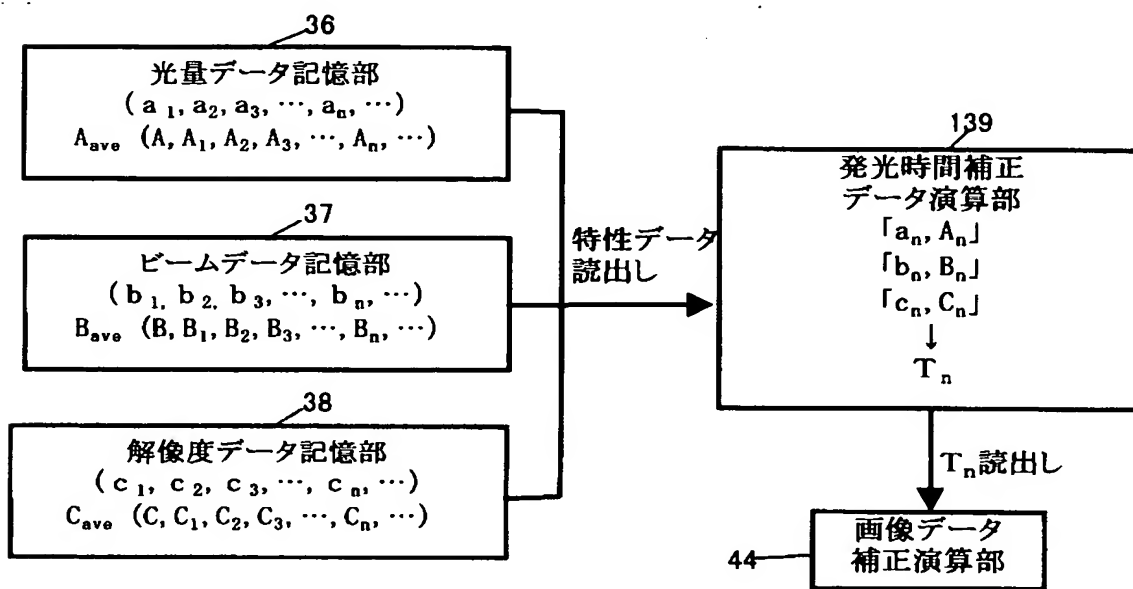 36
光量データ記憶部
(a₁, a₂, a₃, …, aₙ, …)
Aave (A, A₁, A₂, A₃, …, Aₙ, …)
37
ビームデータ記憶部
(b₁, b₂, b₃, …, bₙ, …)
Bave (B, B₁, B₂, B₃, …, Bₙ, …)
38
解像度データ記憶部
(c₁, c₂, c₃, …, cₙ, …)
Cave (C, C₁, C₂, C₃, …, Cₙ, …)
特性データ
読出し
139
発光時間補正
データ演算部
「aₙ, Aₙ」
「bₙ, Bₙ」
「cₙ, Cₙ」
↓
Tₙ
Tₙ読出し
44
画像データ
補正演算部